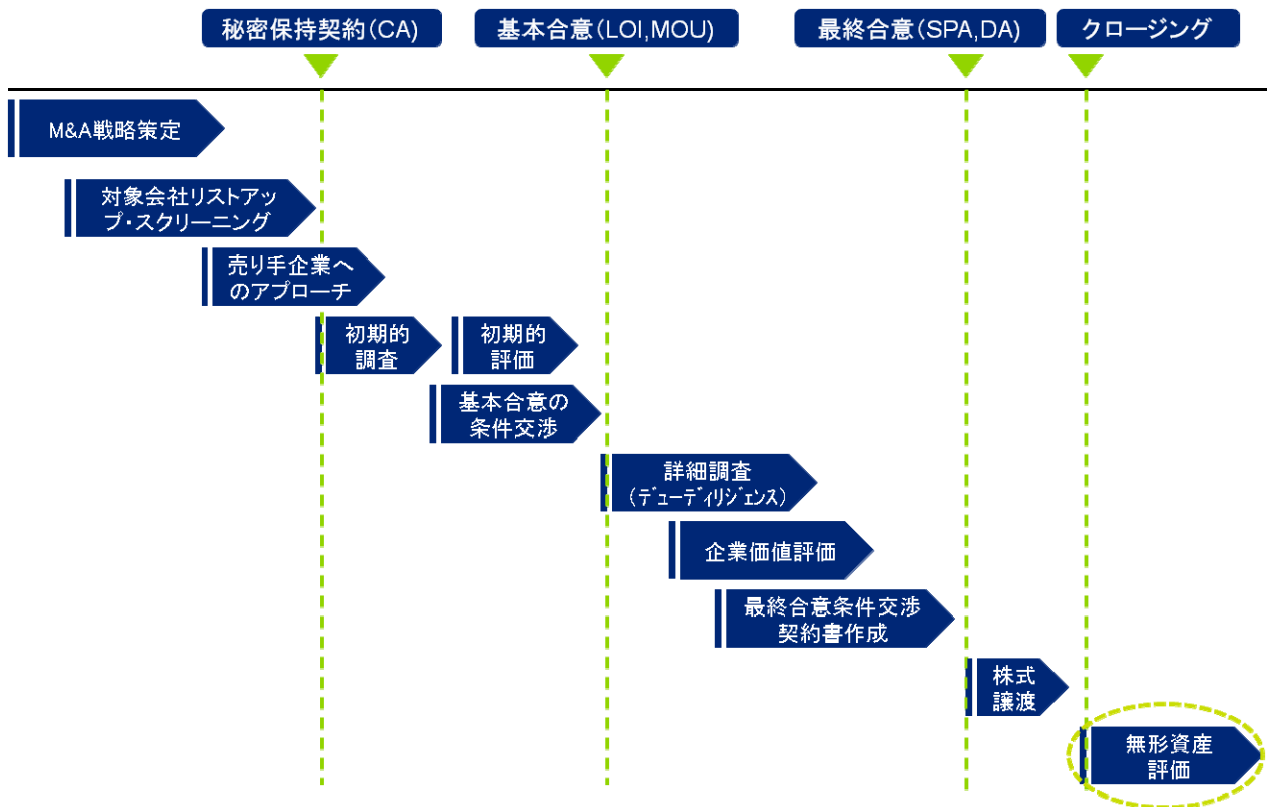 秘密保持契約(CA)
基本合意(LOI,MOU)
最終合意(SPA,DA)
クロージング
M&A戦略策定
対象会社リストアッ
プ・スクリーニング
売り手企業へ
のアプローチ
初期的
調査
初期的
評価
基本合意の
条件交渉
詳細調査
(ﾃﾞｭｰﾃﾞｨﾘｼﾞｪﾝｽ)
企業価値評価
最終合意条件交渉
契約書作成
株式
譲渡
無形資産
評価